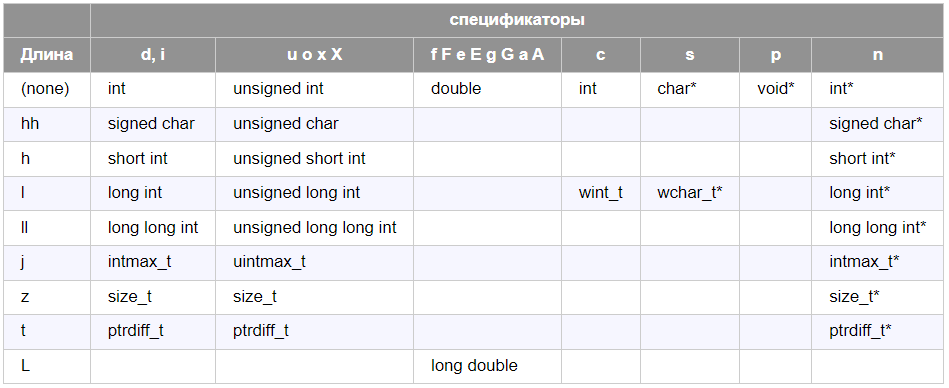 спецификаторы
Длина d, i u o x X f F e E g G a A c s p n
(none) int unsigned int double int char* void* int*
hh signed char unsigned char signed char*
h short int unsigned short int short int*
l long int unsigned long int wint_t wchar_t* long int*
ll long long int unsigned long long int long long int*
j intmax_t uintmax_t intmax_t*
z size_t size_t size_t*
t ptrdiff_t ptrdiff_t ptrdiff_t*
L long double